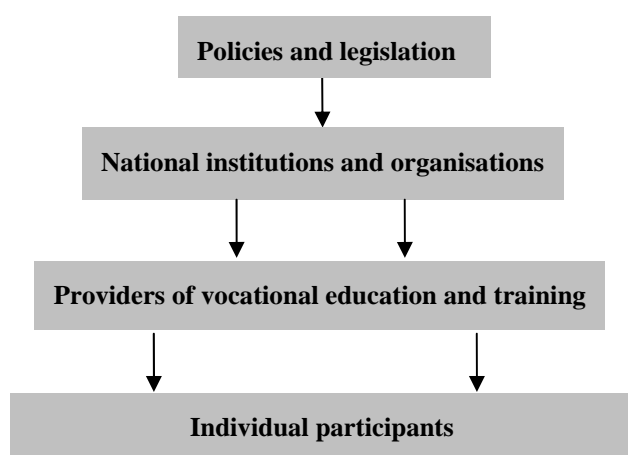 Policies and legislation
National institutions and organisations
Providers of vocational education and training
Individual participants